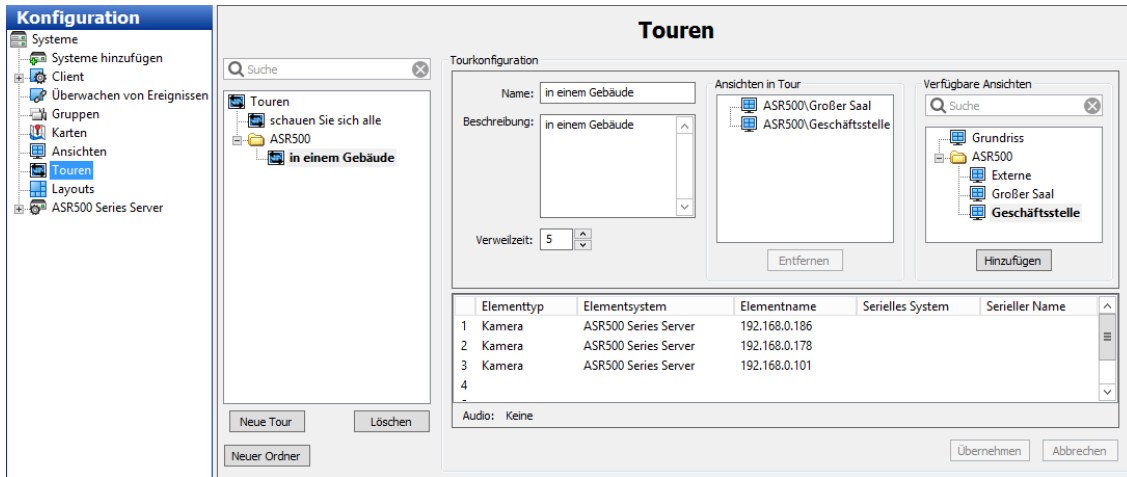 Konfiguration
Systeme
Systeme hinzufügen
Client
Überwachen von Ereignissen
Gruppen
Karten
Ansichten
Touren
Layouts
ASR500 Series Server
Touren
Suche
Touren
schauen Sie sich alle
ASR500
in einem Gebäude
Neue Tour
Löschen
Neuer Ordner
Tourkonfiguration
Name: in einem Gebäude
Beschreibung: in einem Gebäude
Verweilzeit: 5
Ansichten in Tour
ASR500\Großer Saal
ASR500\Geschäftsstelle
Entfernen
Verfügbare Ansichten
Suche
Grundriss
ASR500
Externe
Großer Saal
Geschäftsstelle
Hinzufügen
Elementtyp Elementsystem Elementname Serielles System Serieller Name
1 Kamera ASR500 Series Server 192.168.0.186
2 Kamera ASR500 Series Server 192.168.0.178
3 Kamera ASR500 Series Server 192.168.0.101
4
Audio: Keine
Übernehmen
Abbrechen